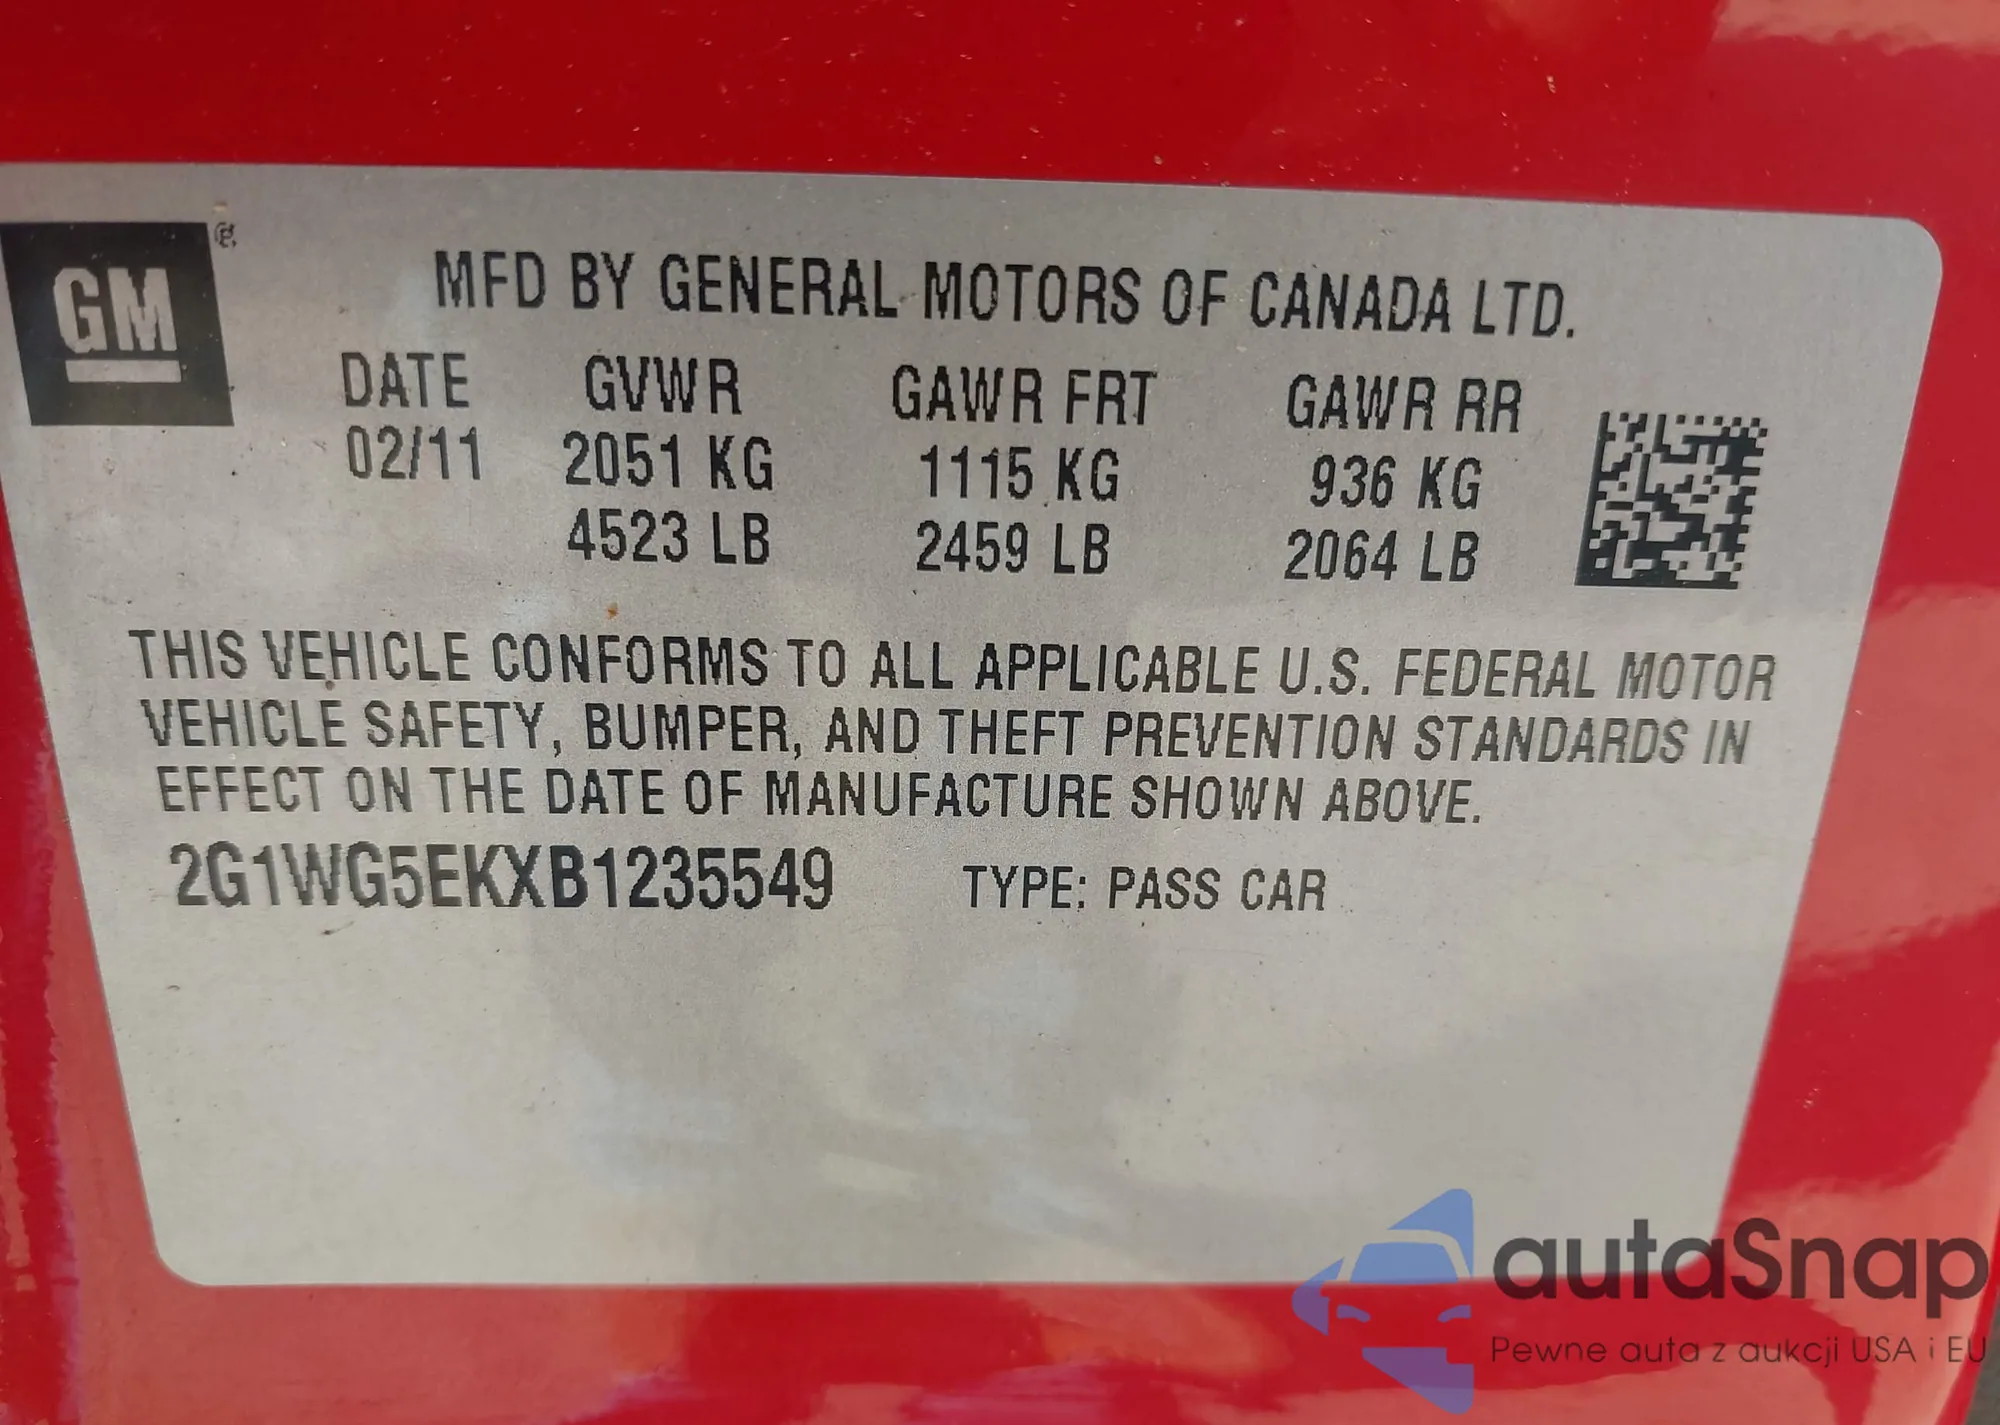 GM
MFD BY GENERAL MOTORS OF CANADA LTD.
DATE GVWR GAWR FRT GAWR RR
02/11 2051 KG 1115 KG 936 KG
4523 LB 2459 LB 2064 LB
THIS VEHICLE CONFORMS TO ALL APPLICABLE U.S. FEDERAL MOTOR
VEHICLE SAFETY, BUMPER, AND THEFT PREVENTION STANDARDS IN
EFFECT ON THE DATE OF MANUFACTURE SHOWN ABOVE.
2G1WG5EKXB1235549 TYPE: PASS CAR
autaSnap
Pewne auta z aukcji USA i EU